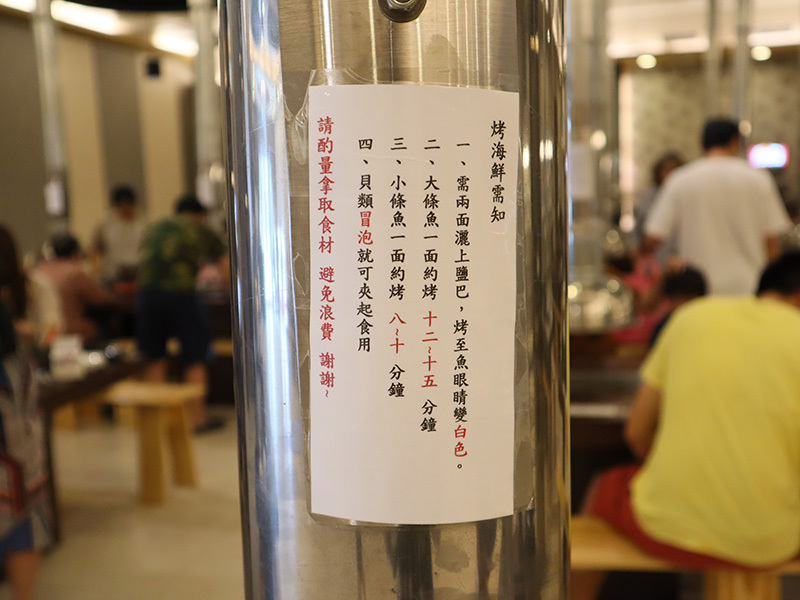 烤海鮮需知
一、需兩面灑上鹽巴，烤至魚眼睛變白色。
二、大條魚一面約烤 十二~十五 分鐘
三、小條魚一面約烤 八~十 分鐘
四、貝類冒泡就可夾起食用
請酌量拿取食材 避免浪費 謝謝~